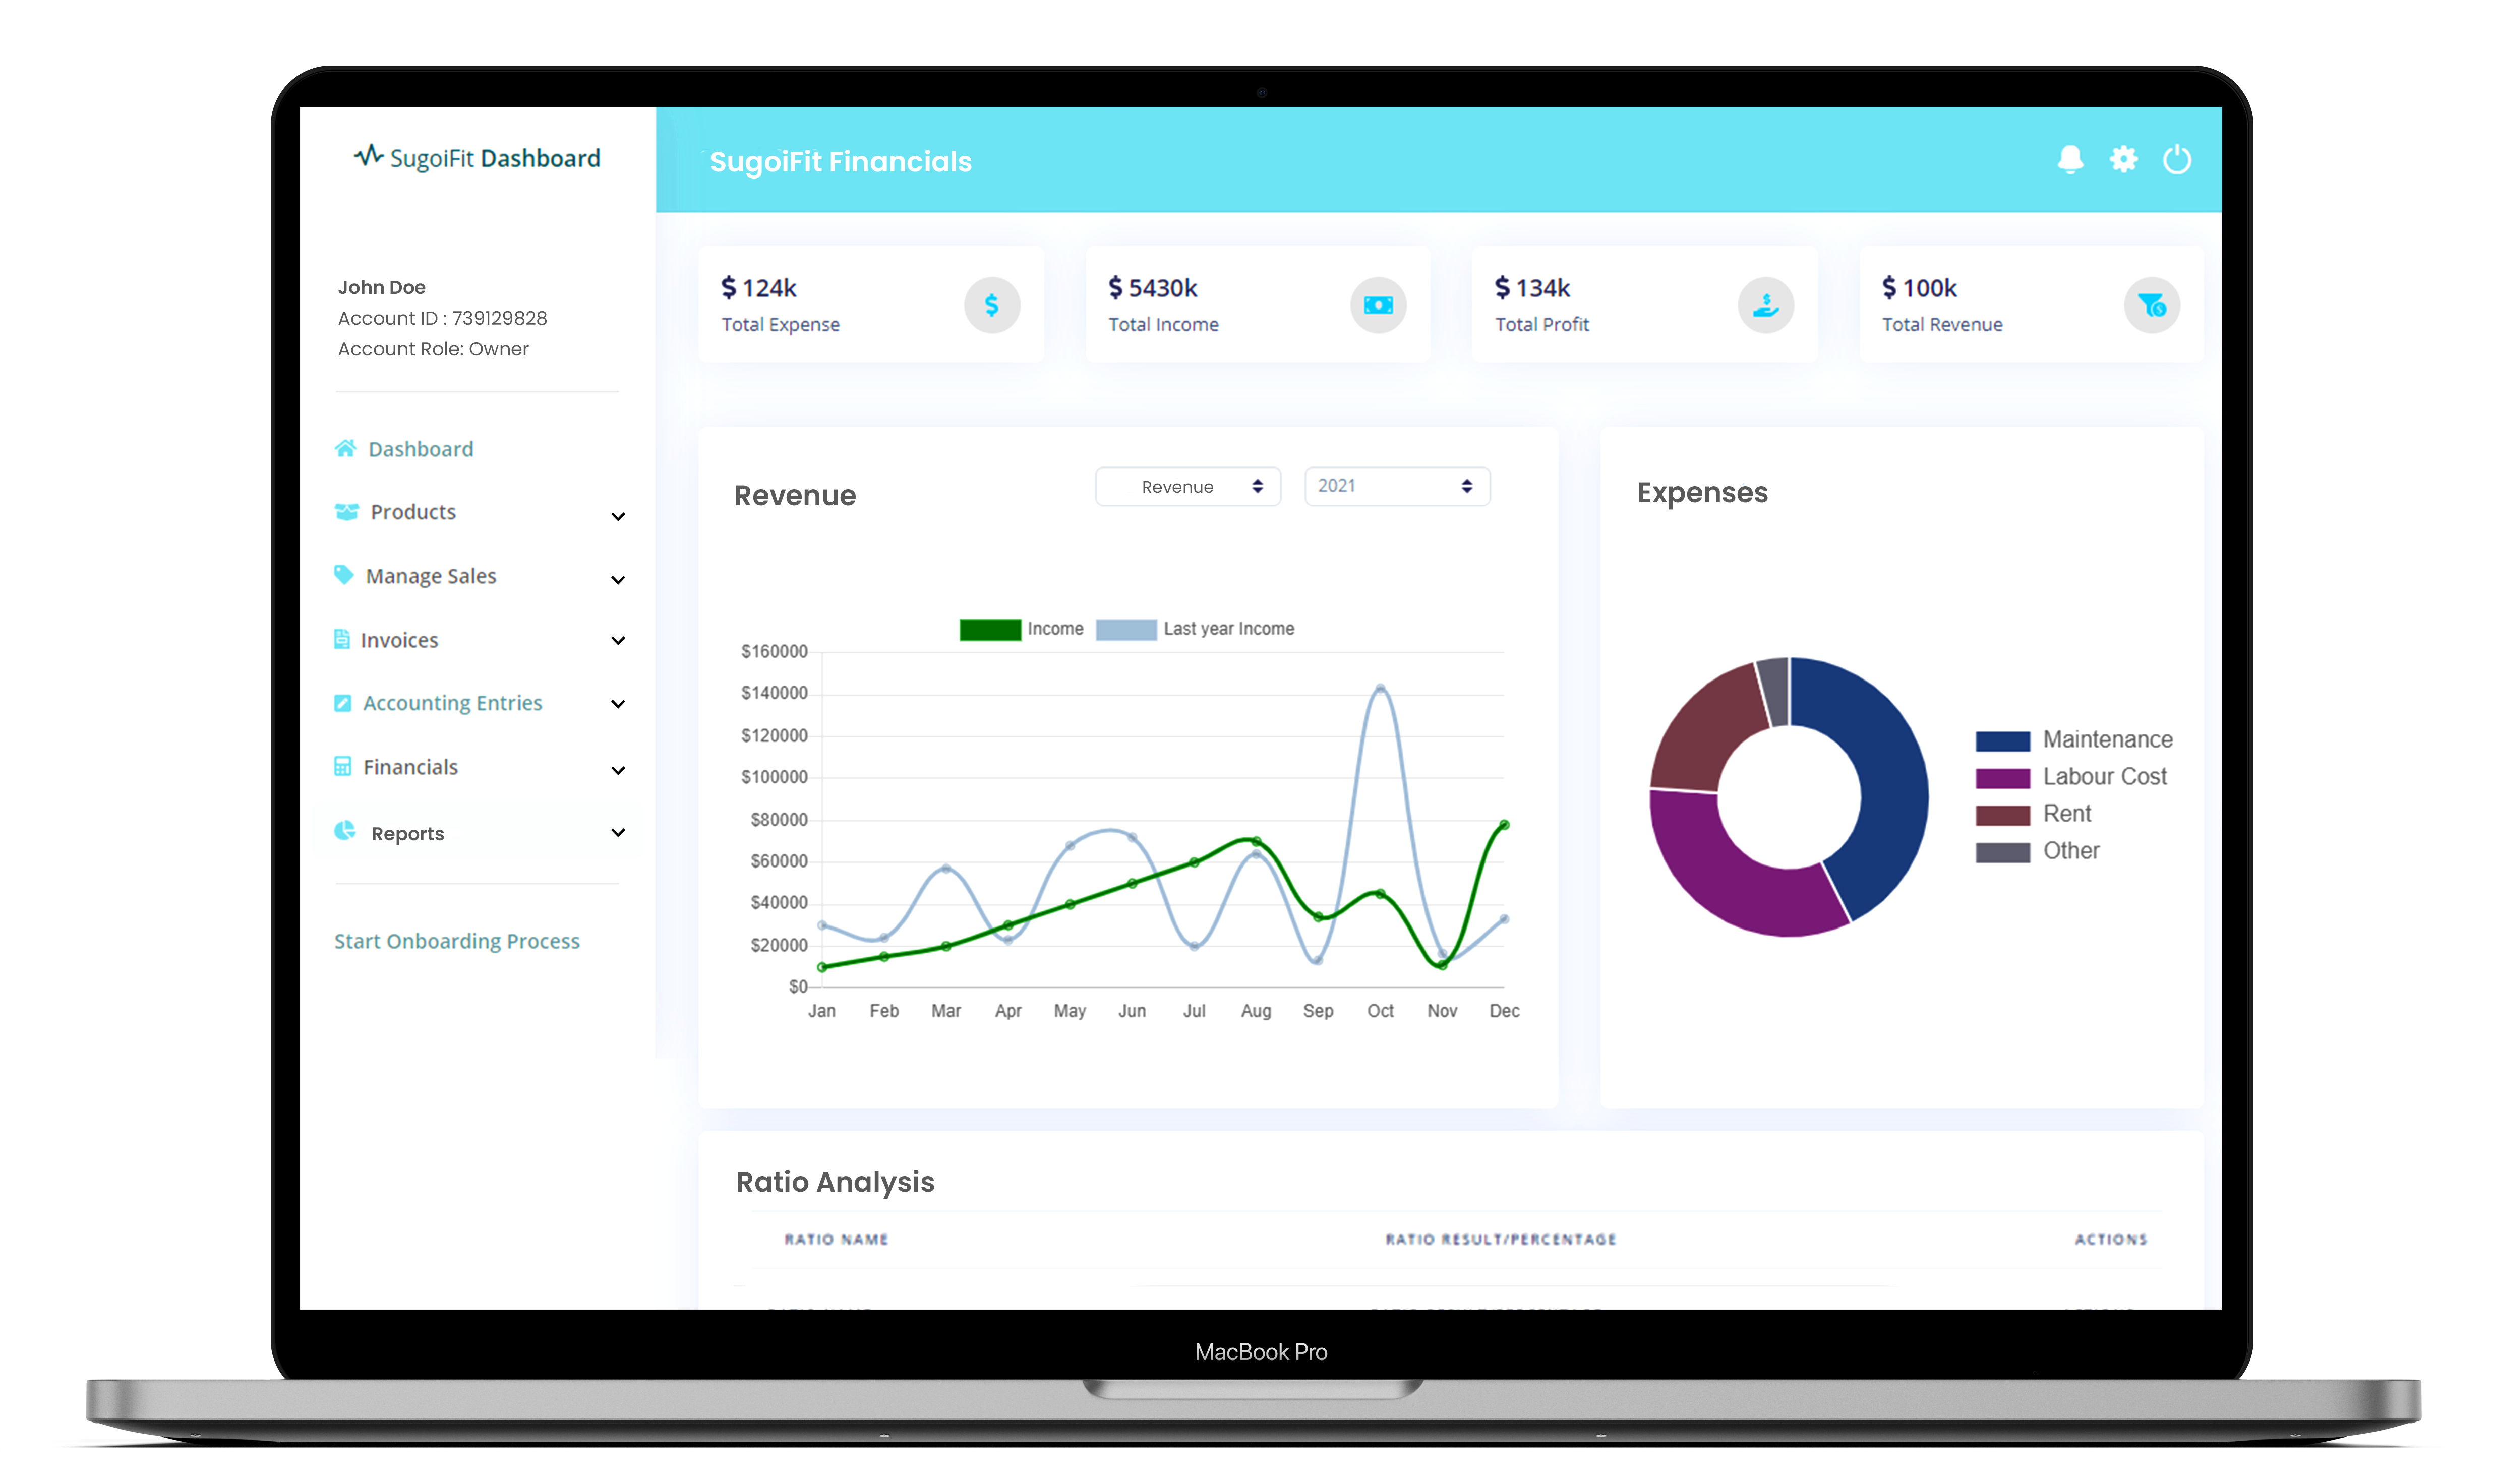 SugoiFit Dashboard
SugoiFit Financials
John Doe
Account ID : 739129828
Account Role: Owner
Dashboard
Products
Manage Sales
Invoices
Accounting Entries
Financials
Reports
Start Onboarding Process
$ 124k
Total Expense
$ 5430k
Total Income
$ 134k
Total Profit
$ 100k
Total Revenue
Revenue
Revenue
2021
Income
Last year Income
$160000
$140000
$120000
$100000
$80000
$60000
$40000
$20000
$0
Jan Feb Mar Apr May Jun Jul Aug Sep Oct Nov Dec
Expenses
Maintenance
Labour Cost
Rent
Other
Ratio Analysis
RATIO NAME RATIO RESULT/PERCENTAGE ACTIONS
MacBook Pro